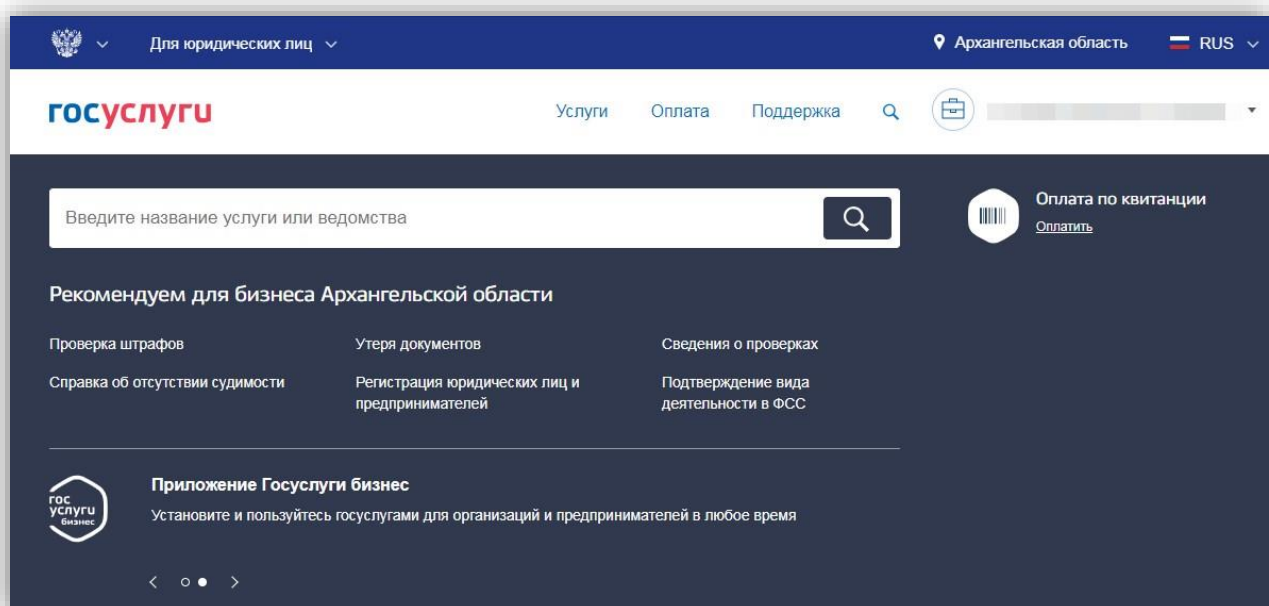 Для юридических лиц
Архангельская область
RUS
госуслуги
Услуги
Оплата
Поддержка
Введите название услуги или ведомства
Оплата по квитанции
Оплатить
Рекомендуем для бизнеса Архангельской области
Проверка штрафов
Утеря документов
Сведения о проверках
Справка об отсутствии судимости
Регистрация юридических лиц и
предпринимателей
Подтверждение вида
деятельности в ФСС
гос
услуги
бизнес
Приложение Госуслуги бизнес
Установите и пользуйтесь госуслугами для организаций и предпринимателей в любое время